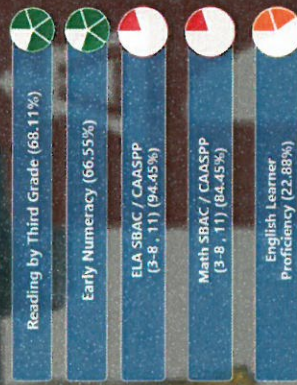 Reading by Third Grade (68.11%)
Early Numeracy (66.55%)
ELA SBAC / CAASPP
(3-8 , 11) (94.45%)
Math SBAC / CAASPP
(3-8 , 11) (84.45%)
English Learner
Proficiency (22.88%)